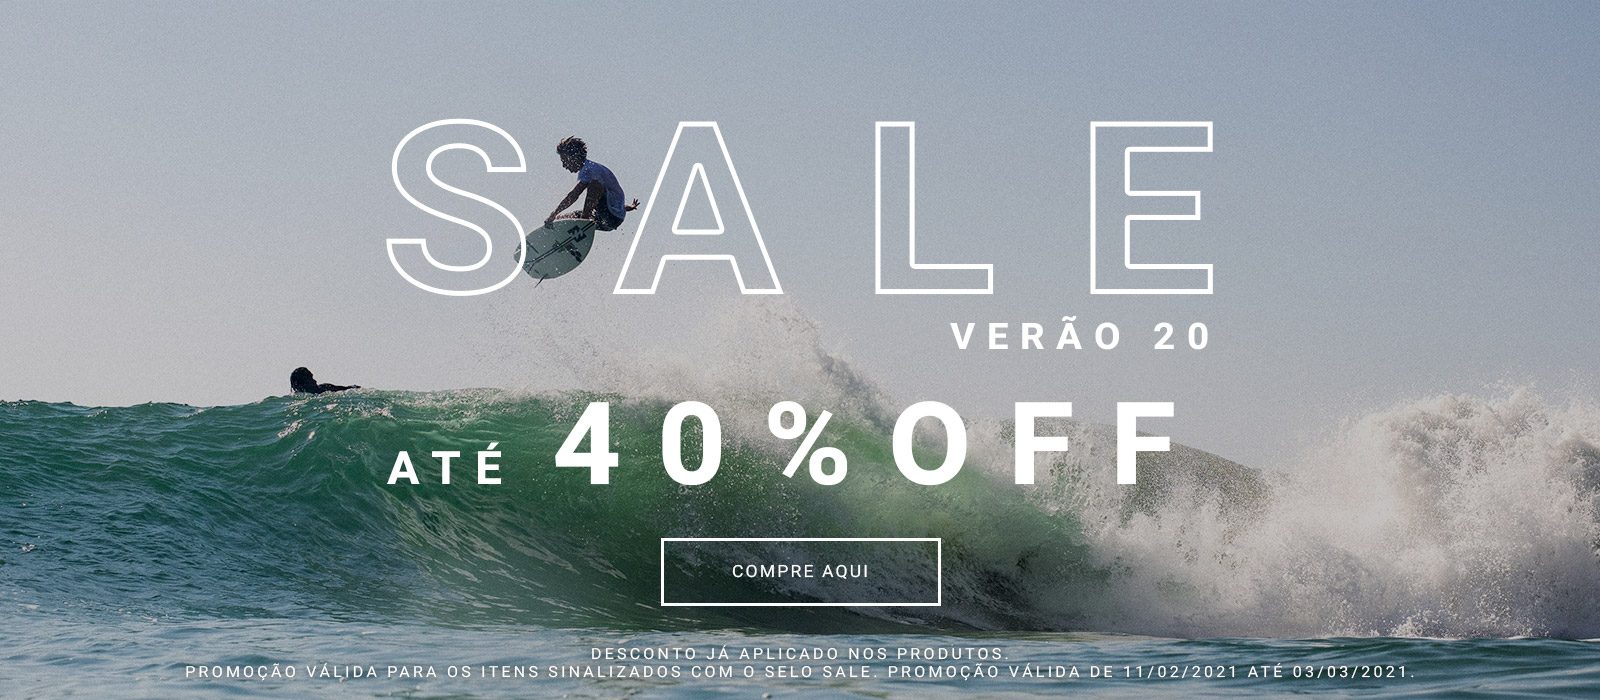 SALE
VERÃO 20
ATÉ 40%OFF
COMPRE AQUI
DESCONTO JÁ APLICADO NOS PRODUTOS.
PROMOÇÃO VÁLIDA PARA OS ITENS SINALIZADOS COM O SELO SALE. PROMOÇÃO VÁLIDA DE 11/02/2021 ATÉ 03/03/2021.